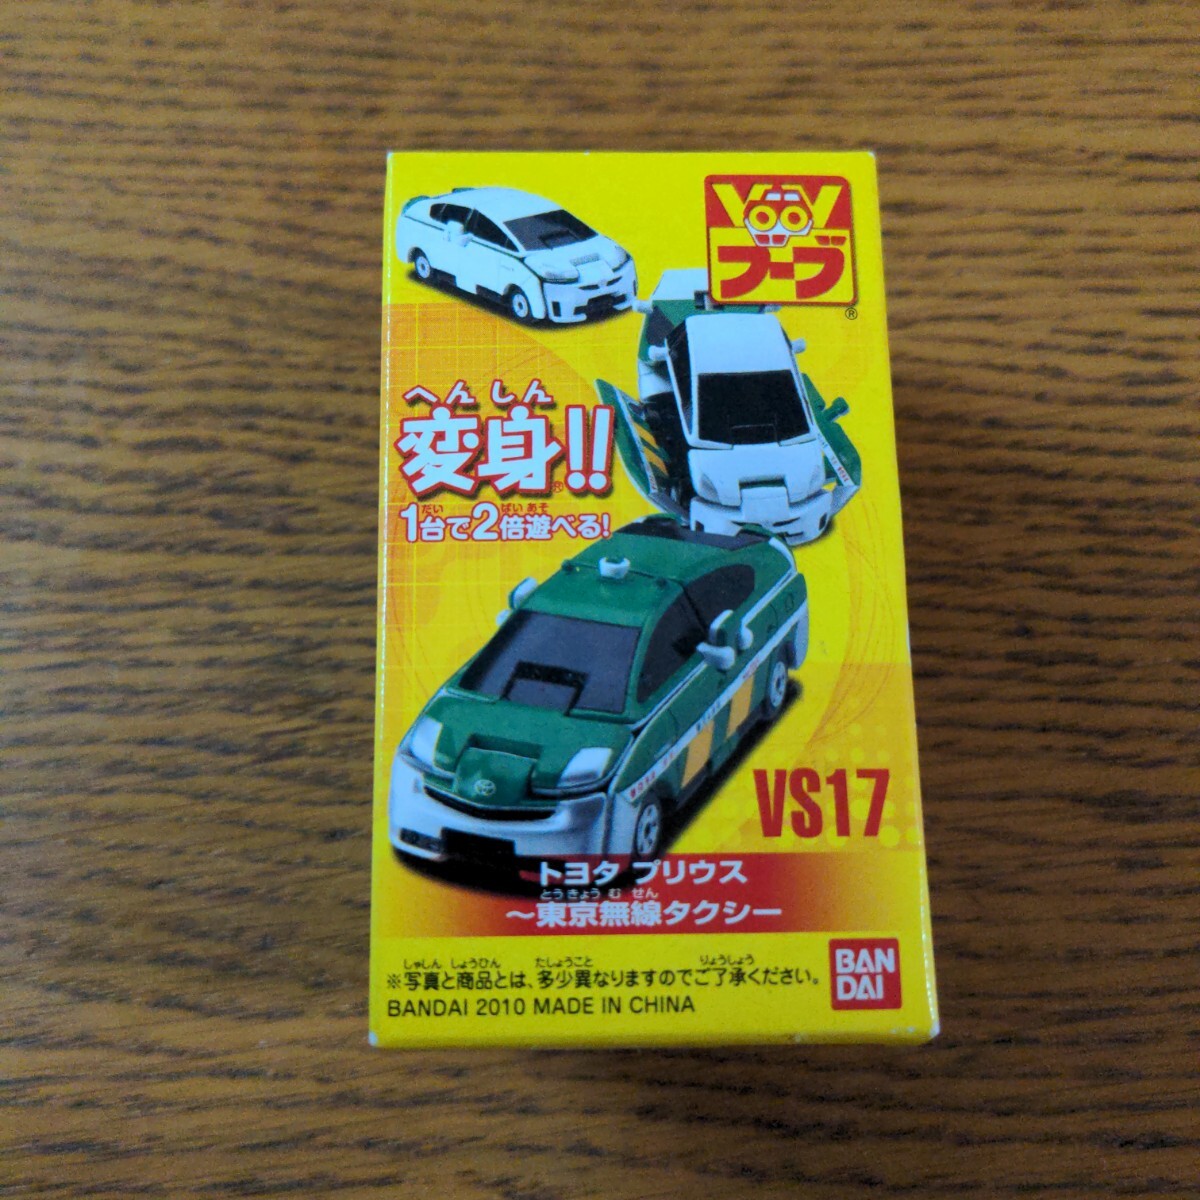 VooV
ブーブ
®
へんしん
変身!!
だい ばい あそ
1台で2倍遊べる!
VS17
トヨタ プリウス
とうきょう む せん
〜東京無線タクシー
しゃしん しょうひん たしょうこと りょうしょう
※写真と商品とは、多少異なりますのでご了承ください。
BANDAI 2010 MADE IN CHINA
BAN
DAI